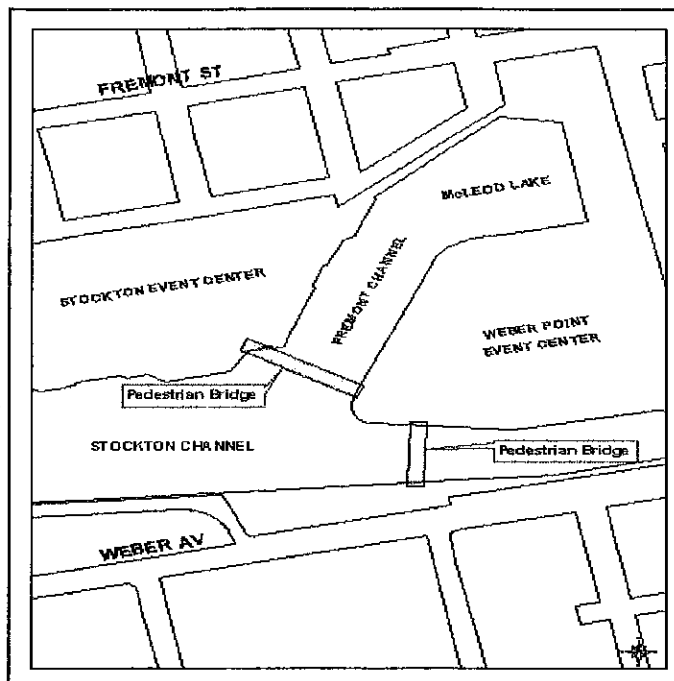 FREMONT ST
McLEOD LAKE
STOCKTON EVENT CENTER
FREMONT CHANNEL
WEBER POINT
EVENT CENTER
Pedestrian Bridge
STOCKTON CHANNEL
Pedestrian Bridge
WEBER AV